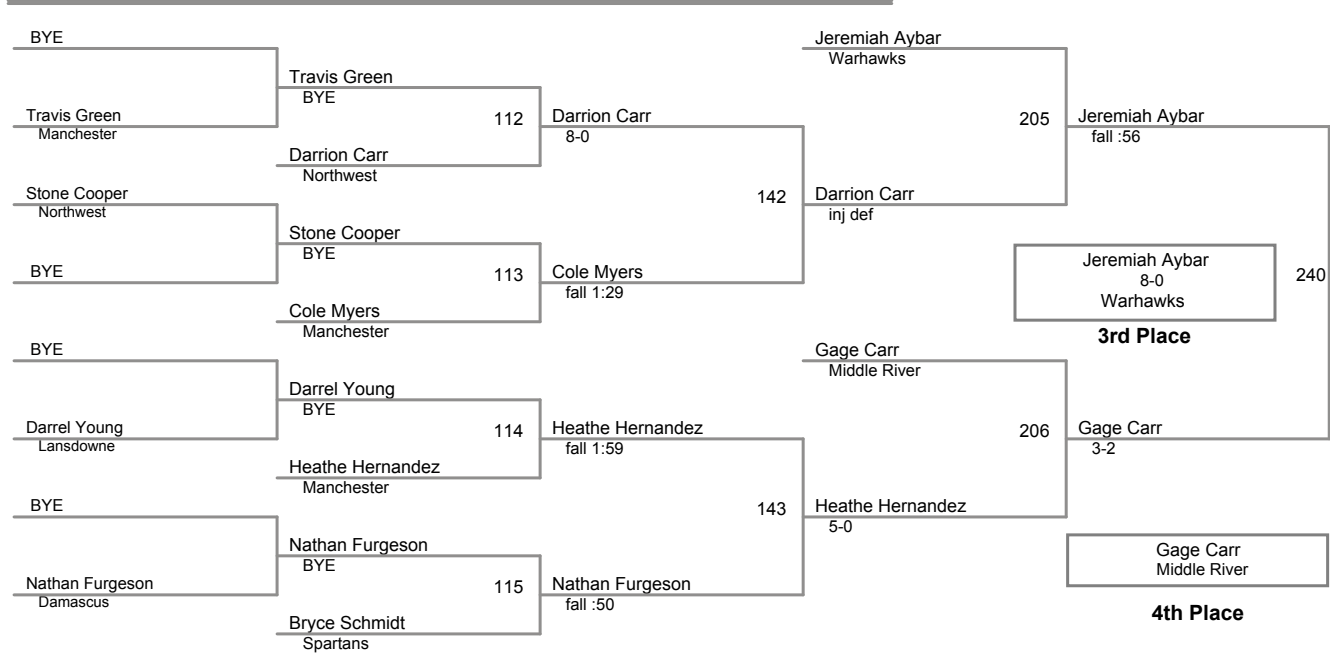 BYE
Travis Green
Manchester
Stone Cooper
Northwest
BYE
BYE
Darrel Young
Lansdowne
BYE
Nathan Furgeson
Damascus
Travis Green
BYE
112
Darrion Carr
Northwest
Stone Cooper
BYE
113
Cole Myers
Manchester
Darrel Young
BYE
114
Heathe Hernandez
Manchester
Nathan Furgeson
BYE
115
Bryce Schmidt
Spartans
Darrion Carr
8-0
142
Cole Myers
fall 1:29
Heathe Hernandez
fall 1:59
143
Nathan Furgeson
fall :50
Jeremiah Aybar
Warhawks
205
Darrion Carr
inj def
Gage Carr
Middle River
206
Heathe Hernandez
5-0
Jeremiah Aybar
fall :56
240
Gage Carr
3-2
Jeremiah Aybar
8-0
Warhawks
3rd Place
Gage Carr
Middle River
4th Place